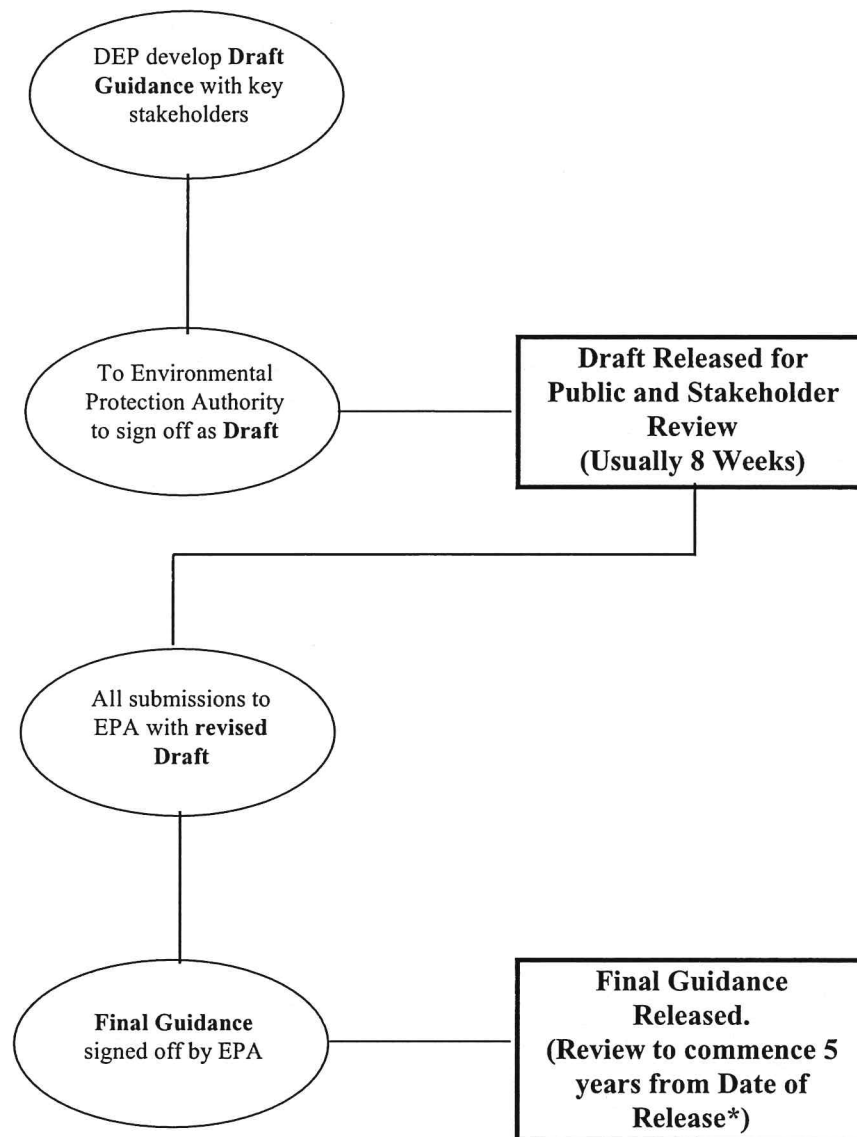 DEP develop Draft
Guidance with key
stakeholders
To Environmental
Protection Authority
to sign off as Draft
Draft Released for
Public and Stakeholder
Review
(Usually 8 Weeks)
All submissions to
EPA with revised
Draft
Final Guidance
signed off by EPA
Final Guidance
Released.
(Review to commence 5
years from Date of
Release*)